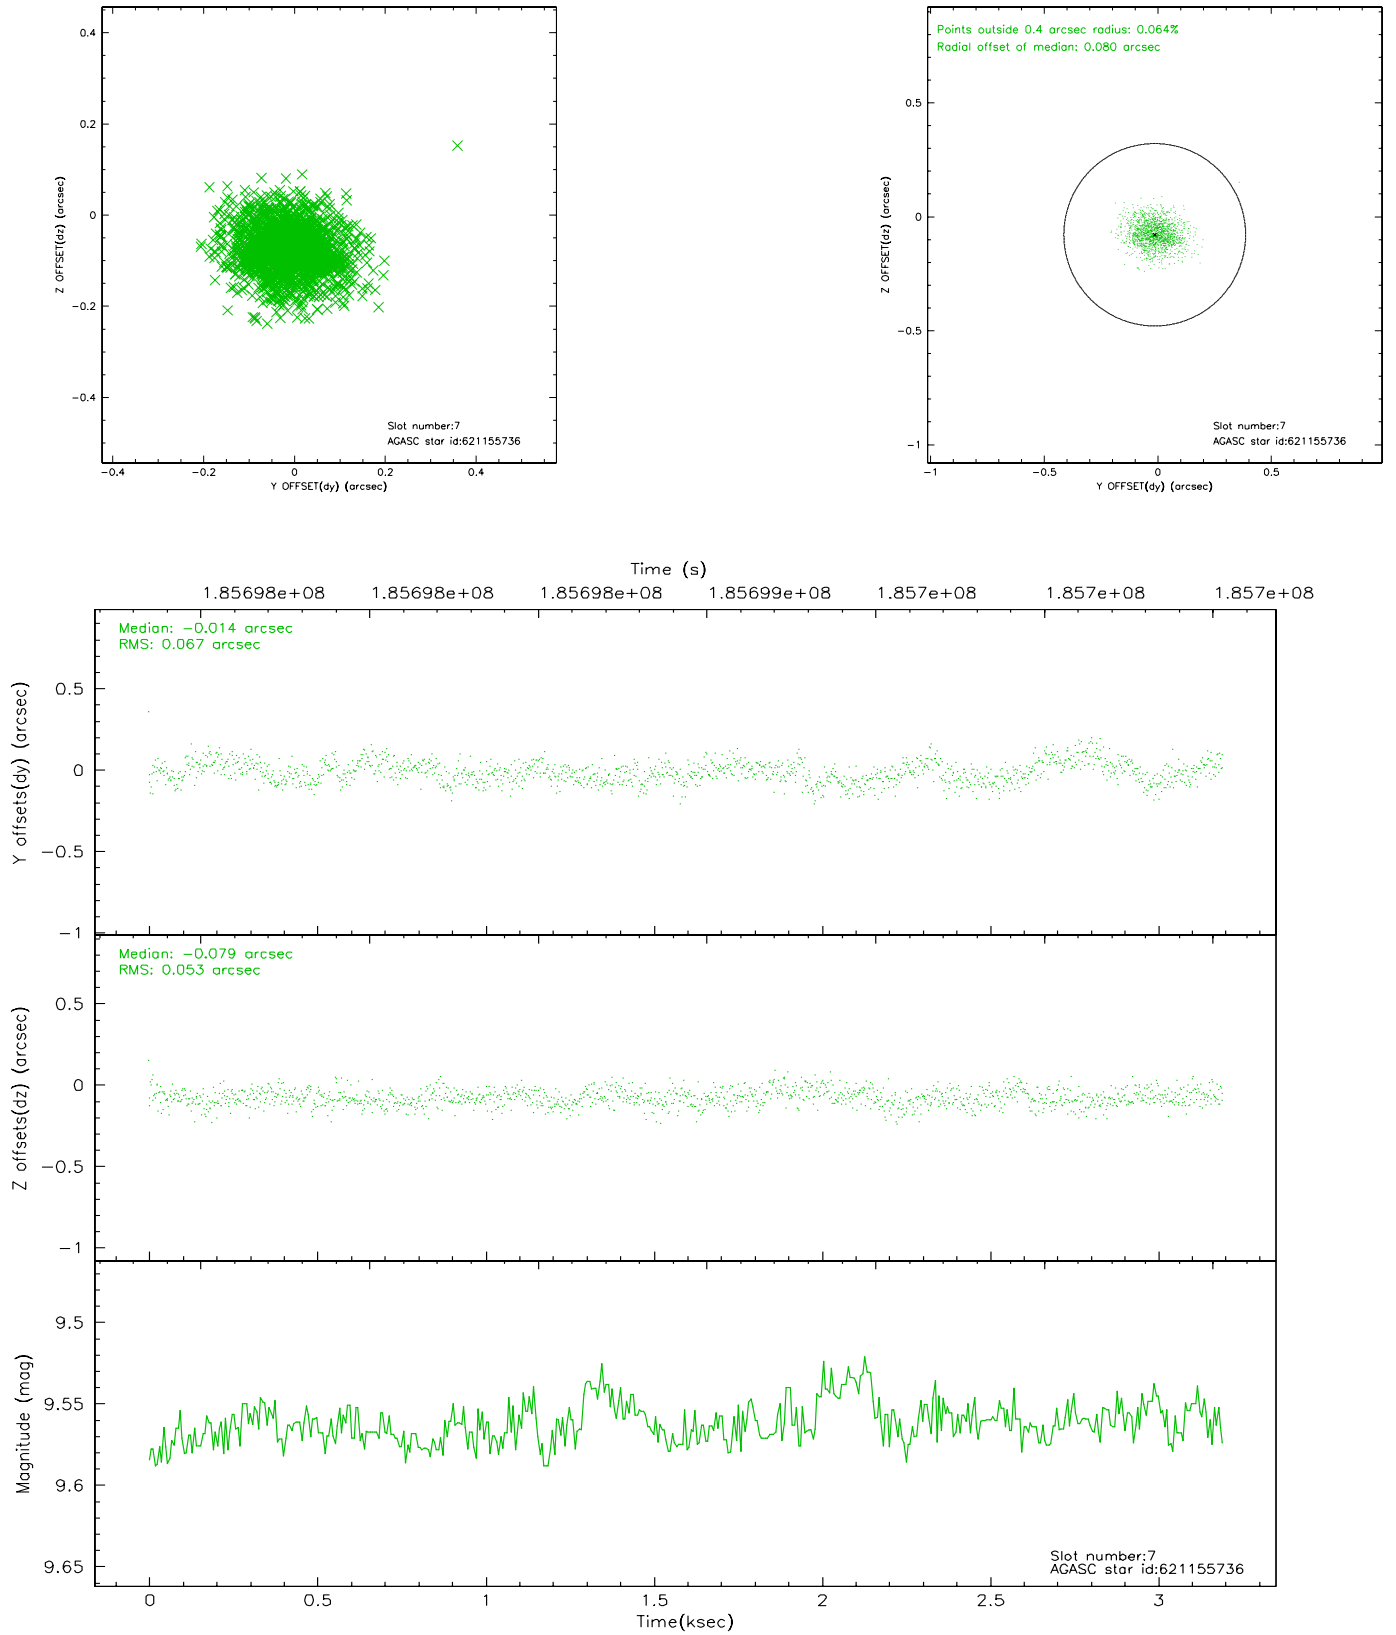 0.4
0.2
0
−0.2
−0.4
−0.4
−0.2
0
0.2
0.4
Z OFFSET(dz) (arcsec)
Y OFFSET(dy) (arcsec)
Slot number:7
AGASC star id:621155736
Points outside 0.4 arcsec radius: 0.064%
Radial offset of median: 0.080 arcsec
0.5
0
−0.5
−1
−1
−0.5
0
0.5
Z OFFSET(dz) (arcsec)
Y OFFSET(dy) (arcsec)
Slot number:7
AGASC star id:621155736
Time (s)
1.85698e+08 1.85698e+08 1.85698e+08 1.85699e+08 1.857e+08 1.857e+08 1.857e+08
Median: −0.014 arcsec
RMS: 0.067 arcsec
0.5
0
−0.5
−1
Y offsets(dy) (arcsec)
Median: −0.079 arcsec
RMS: 0.053 arcsec
0.5
0
−0.5
−1
Z offsets(dz) (arcsec)
9.5
9.55
9.6
9.65
Magnitude (mag)
Slot number:7
AGASC star id:621155736
0 0.5 1 1.5 2 2.5 3
Time(ksec)